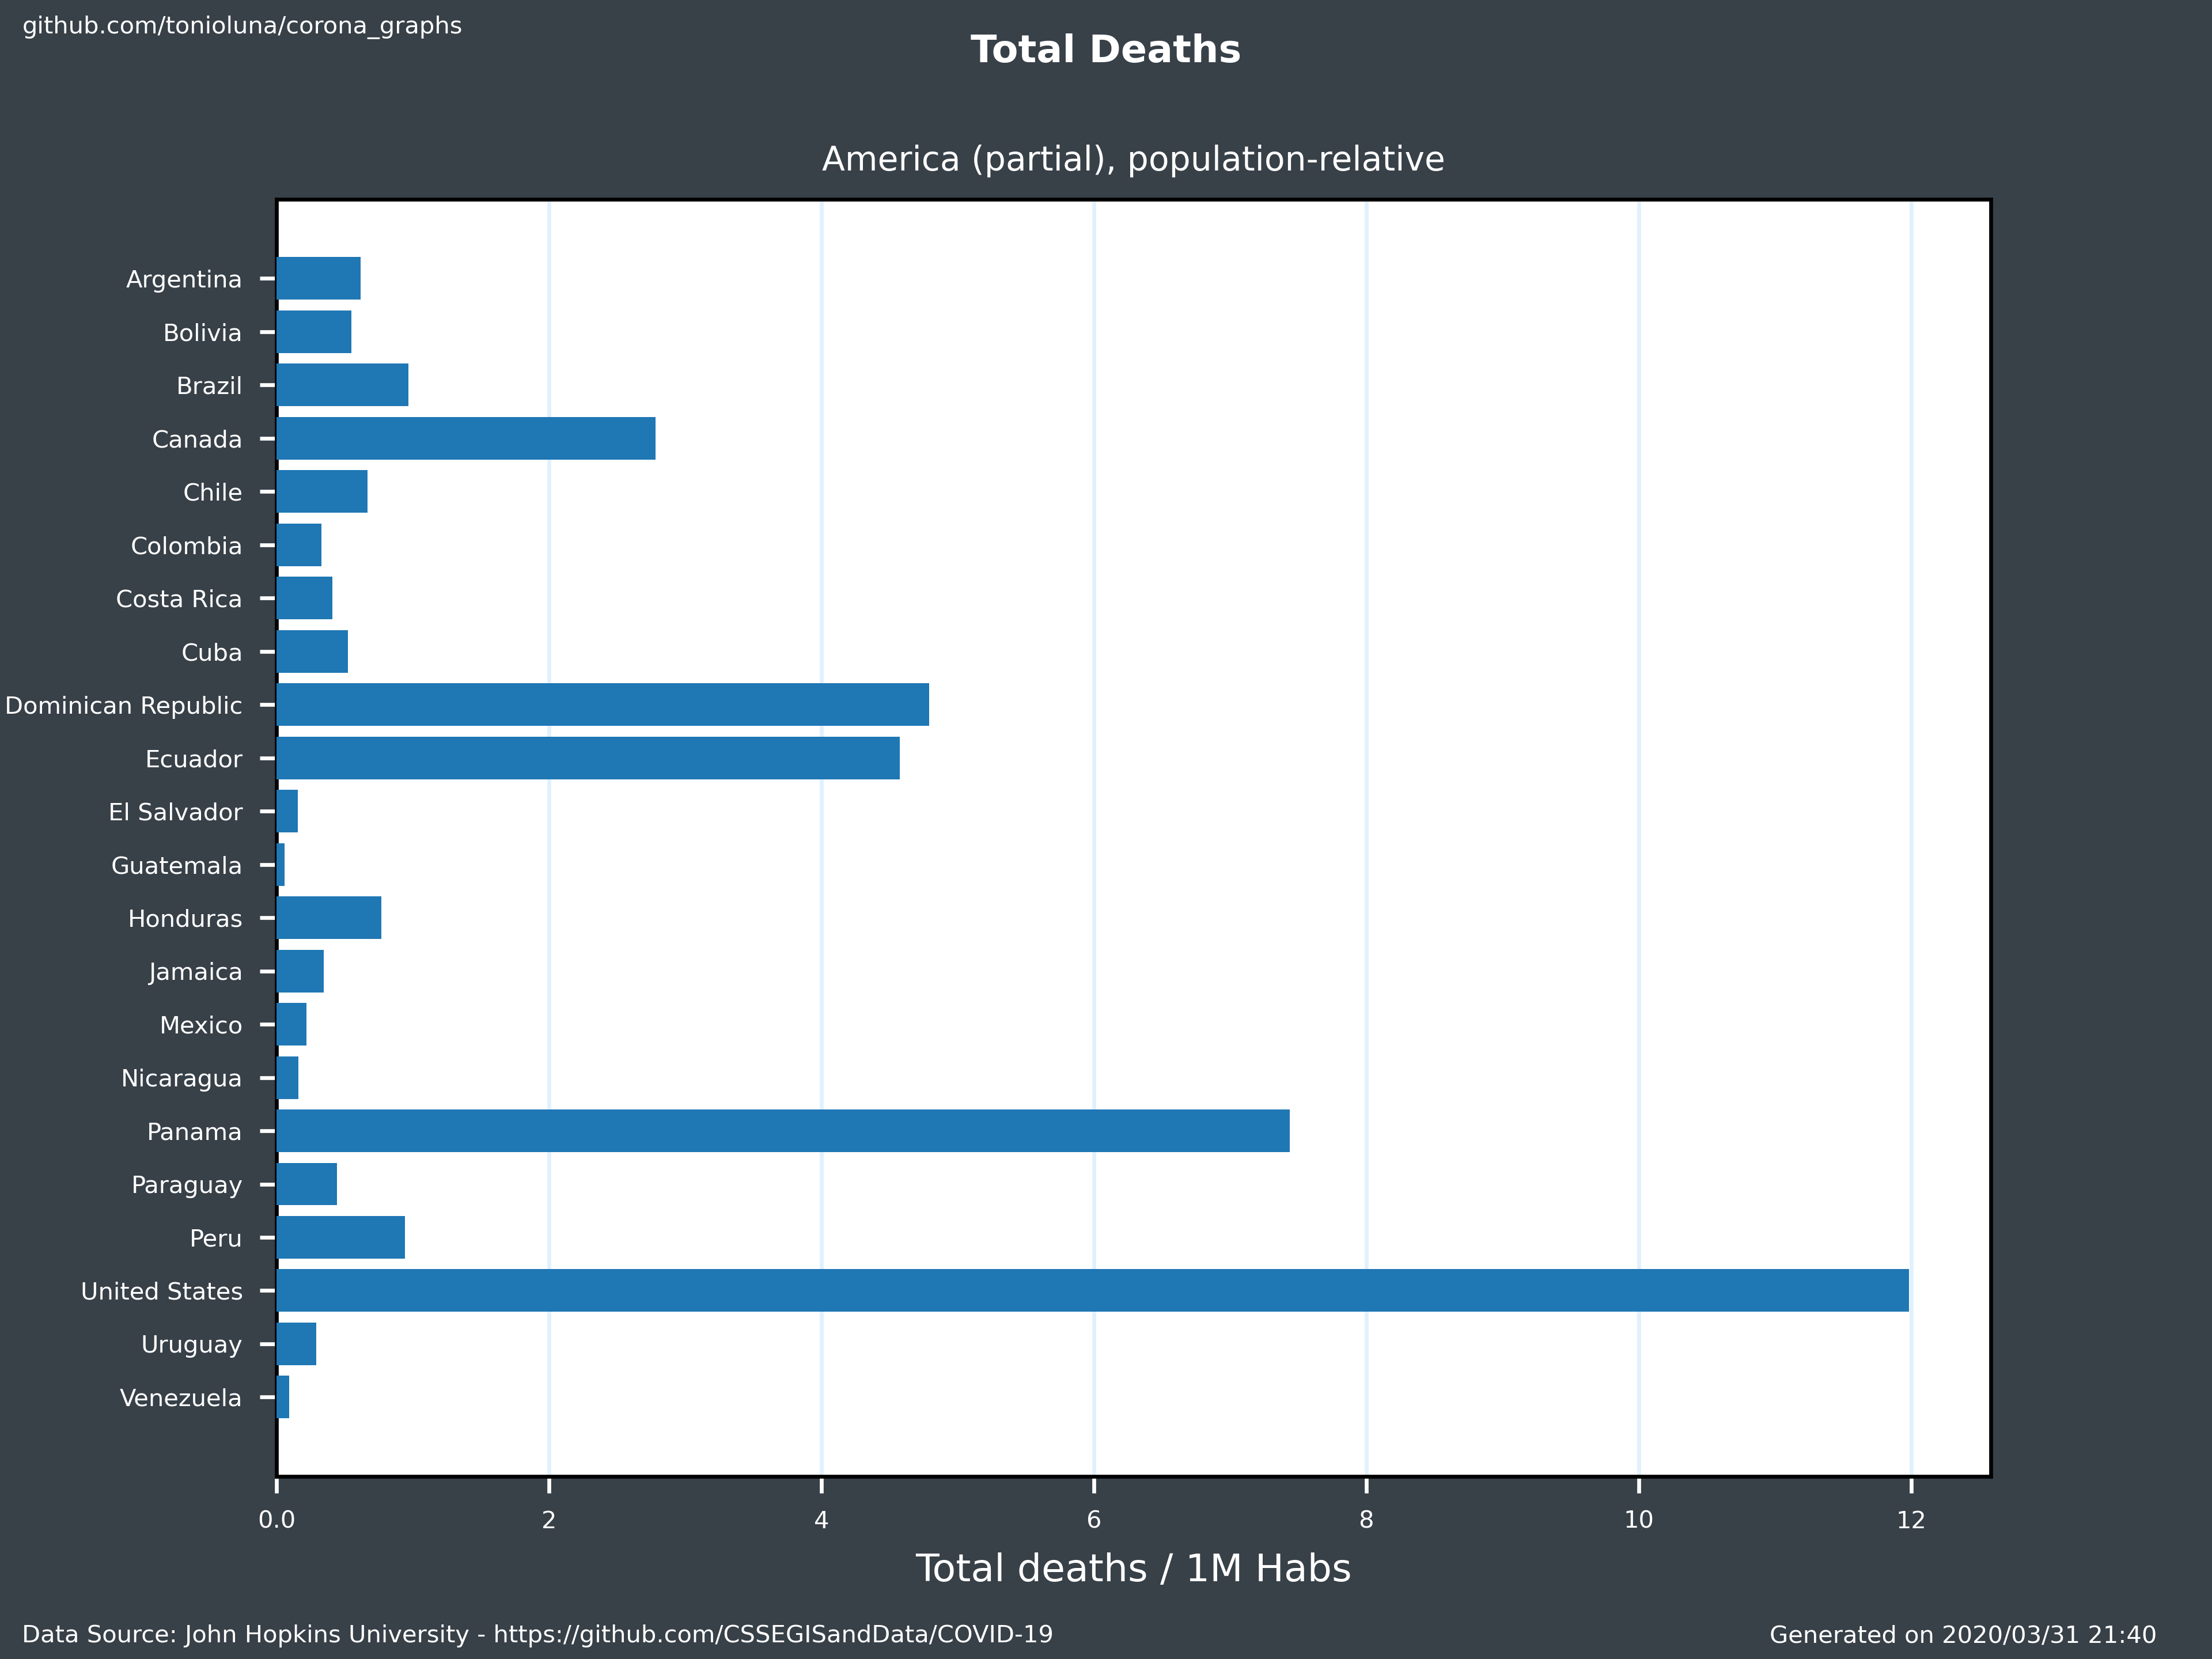 github.com/tonioluna/corona_graphs
Total Deaths
America (partial), population-relative
Argentina
Bolivia
Brazil
Canada
Chile
Colombia
Costa Rica
Cuba
Dominican Republic
Ecuador
El Salvador
Guatemala
Honduras
Jamaica
Mexico
Nicaragua
Panama
Paraguay
Peru
United States
Uruguay
Venezuela
0.0 2 4 6 8 10 12
Total deaths / 1M Habs
Data Source: John Hopkins University - https://github.com/CSSEGISandData/COVID-19
Generated on 2020/03/31 21:40